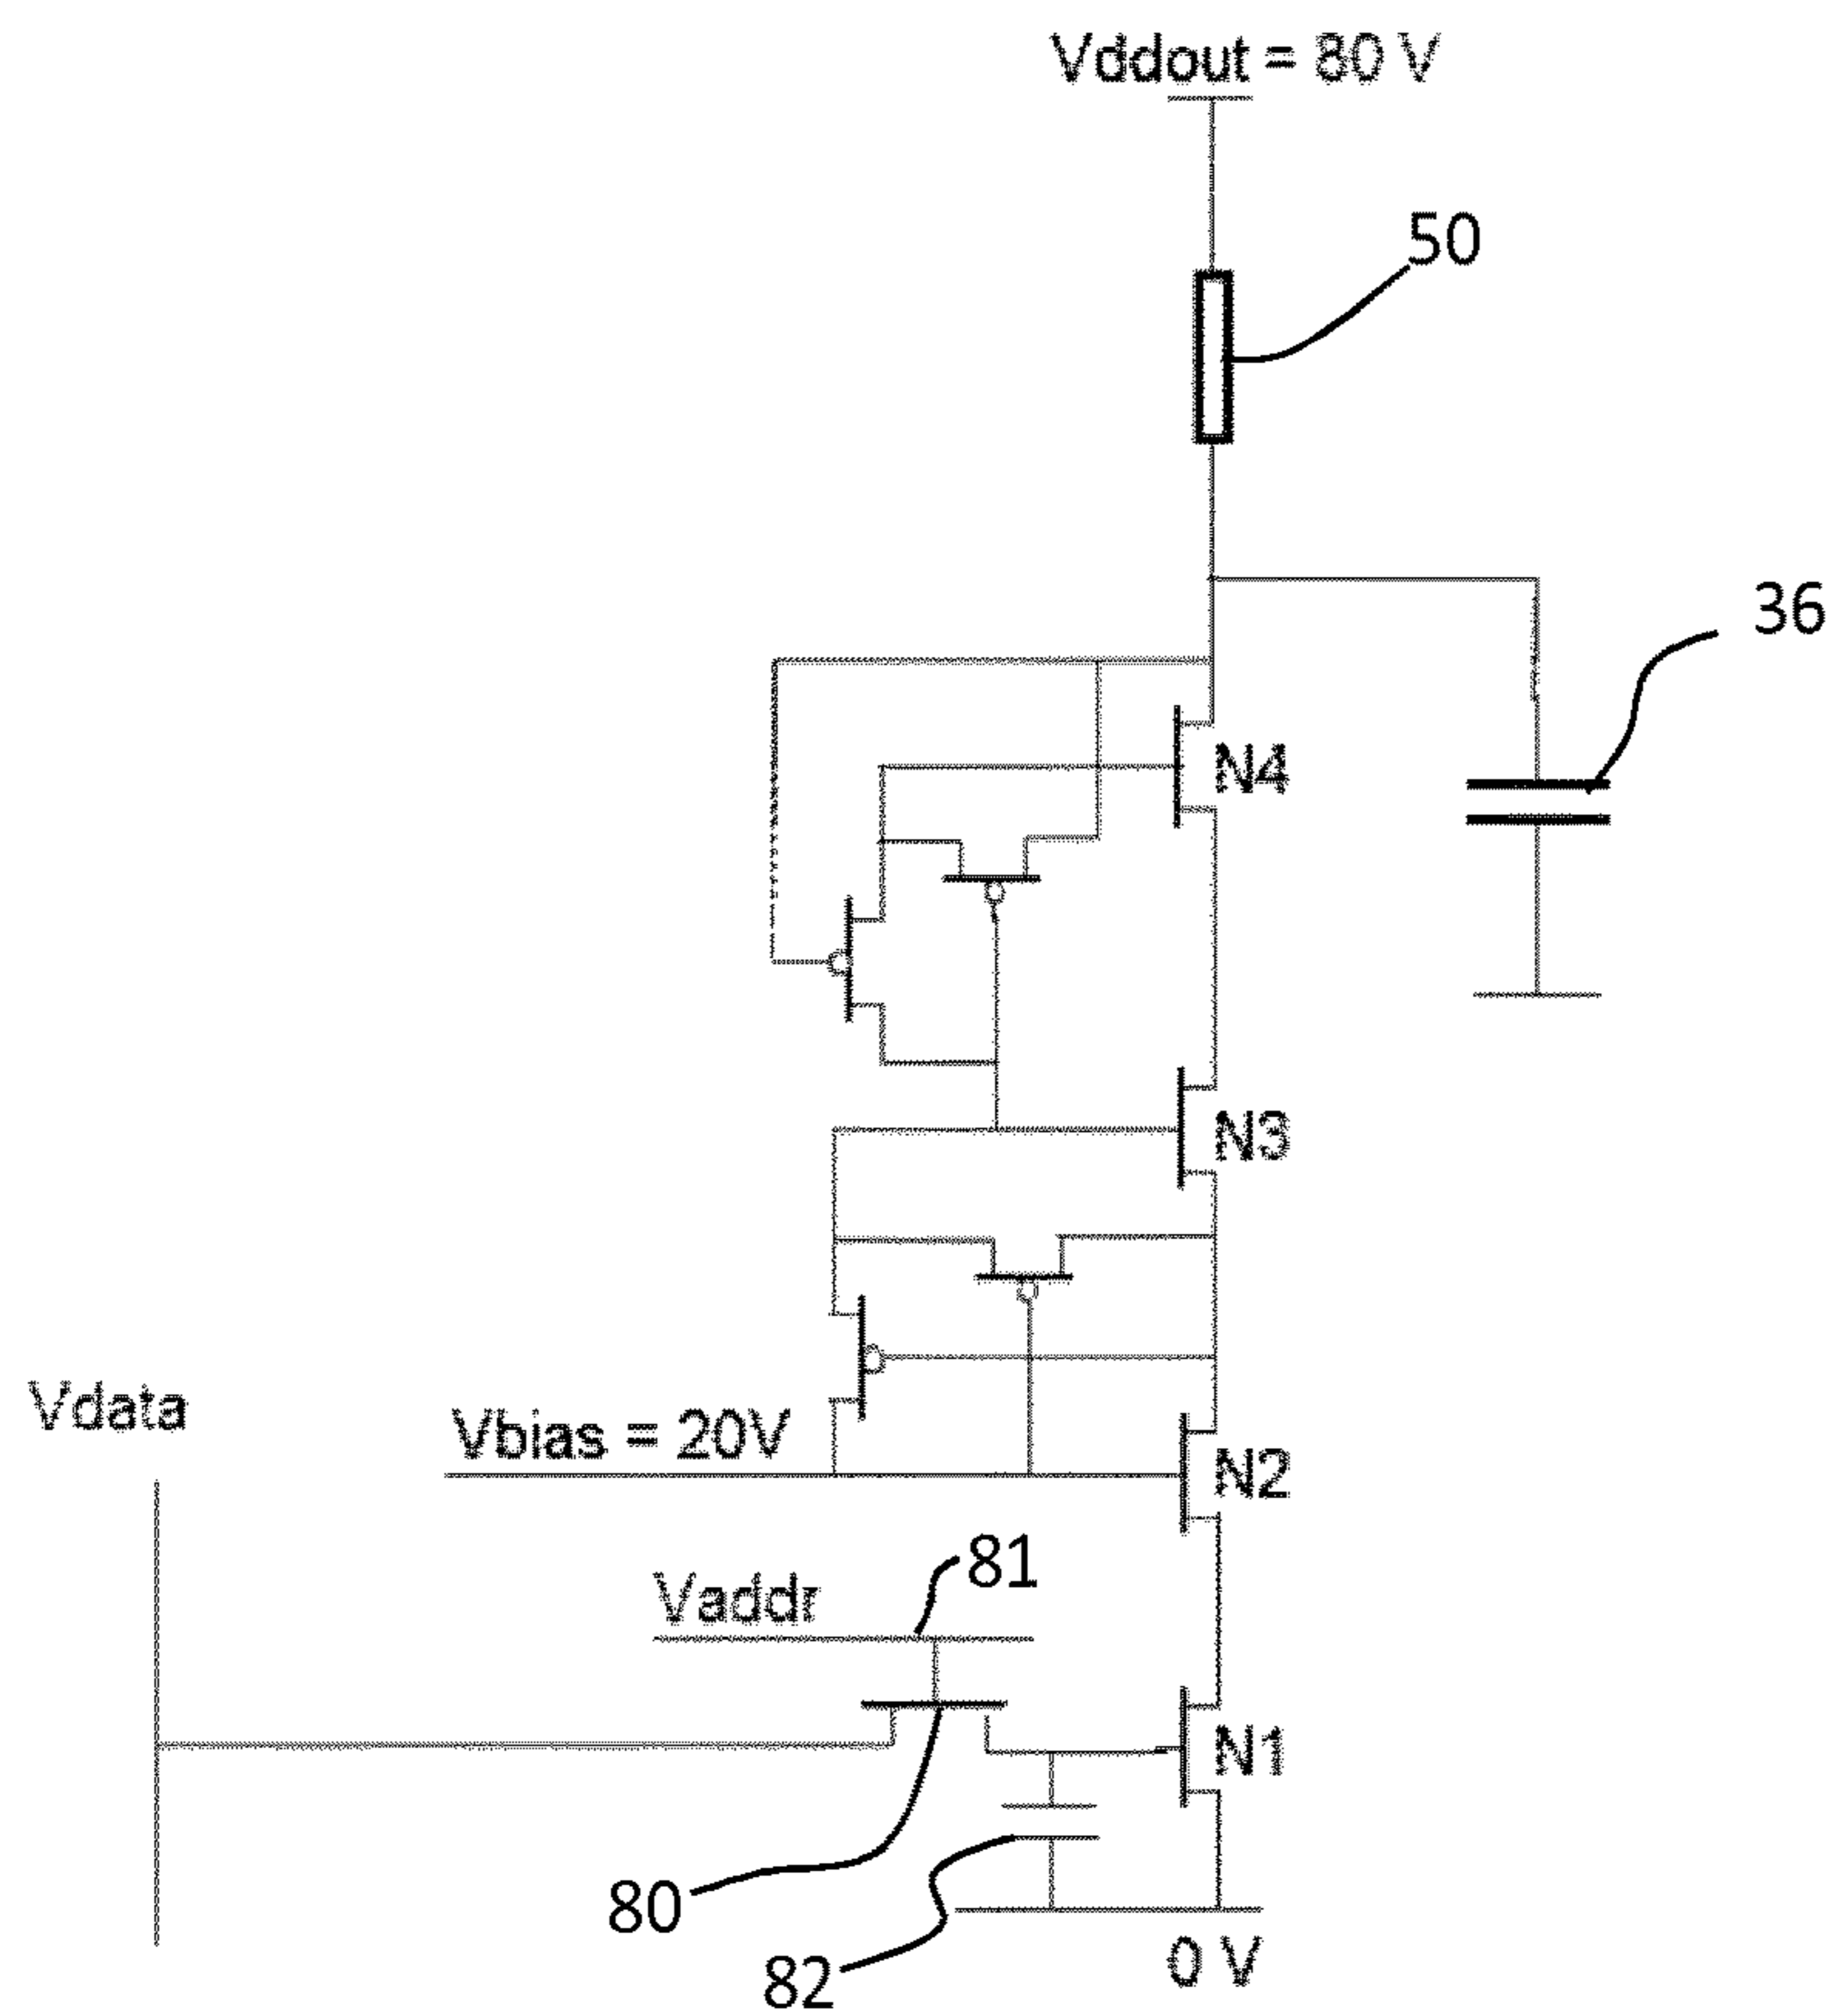 Vddout = 80 V
50
36
N4
N3
Vdata
Vbias = 20V
N2
81
Vaddr
N1
80
82
0 V